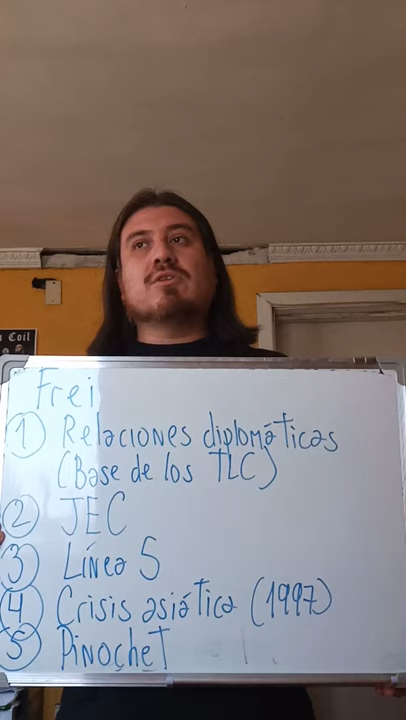 Coil
Frei
① Relaciones diplomáticas
(Base de los TLC)
② JEC
③ Línea 5
④ Crisis asiática (1997)
⑤ Pinochet